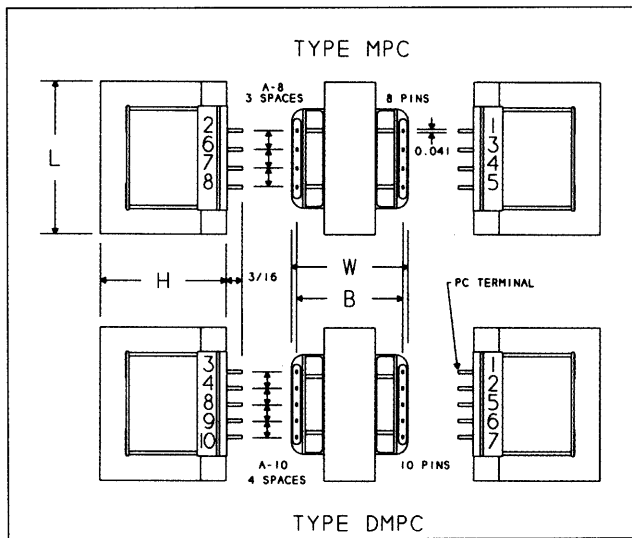 TYPE MPC
A-8
3 SPACES
8 PINS
L
2
6
7
8
1
3
4
5
0.041
H
3/16
W
B
PC TERMINAL
3
4
8
9
10
1
2
5
6
7
A-10
4 SPACES
10 PINS
TYPE DMPC